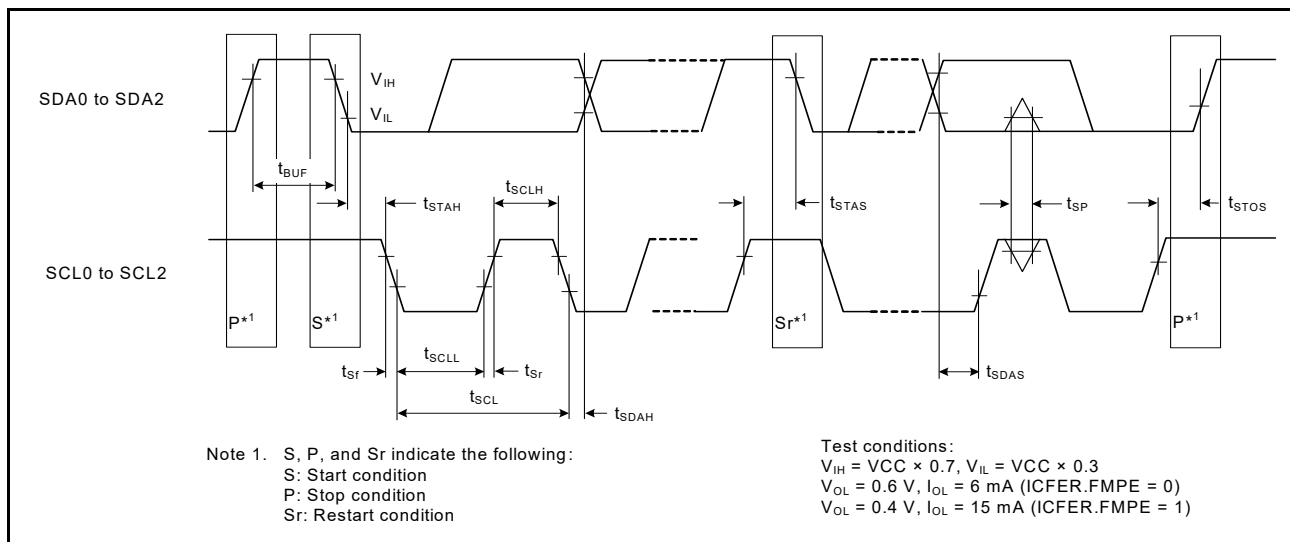 SDA0 to SDA2
VIH
VIL
tBUF
tSTAH
tSCLH
tSTAS
tSP
tSTOS
SCL0 to SCL2
P*1
S*1
Sr*1
P*1
tSf
tSCLL
tSr
tSCL
tSDAH
tSDAS
Note 1. S, P, and Sr indicate the following:
S: Start condition
P: Stop condition
Sr: Restart condition
Test conditions:
VIH = VCC × 0.7, VIL = VCC × 0.3
VOL = 0.6 V, IOL = 6 mA (ICFER.FMPE = 0)
VOL = 0.4 V, IOL = 15 mA (ICFER.FMPE = 1)